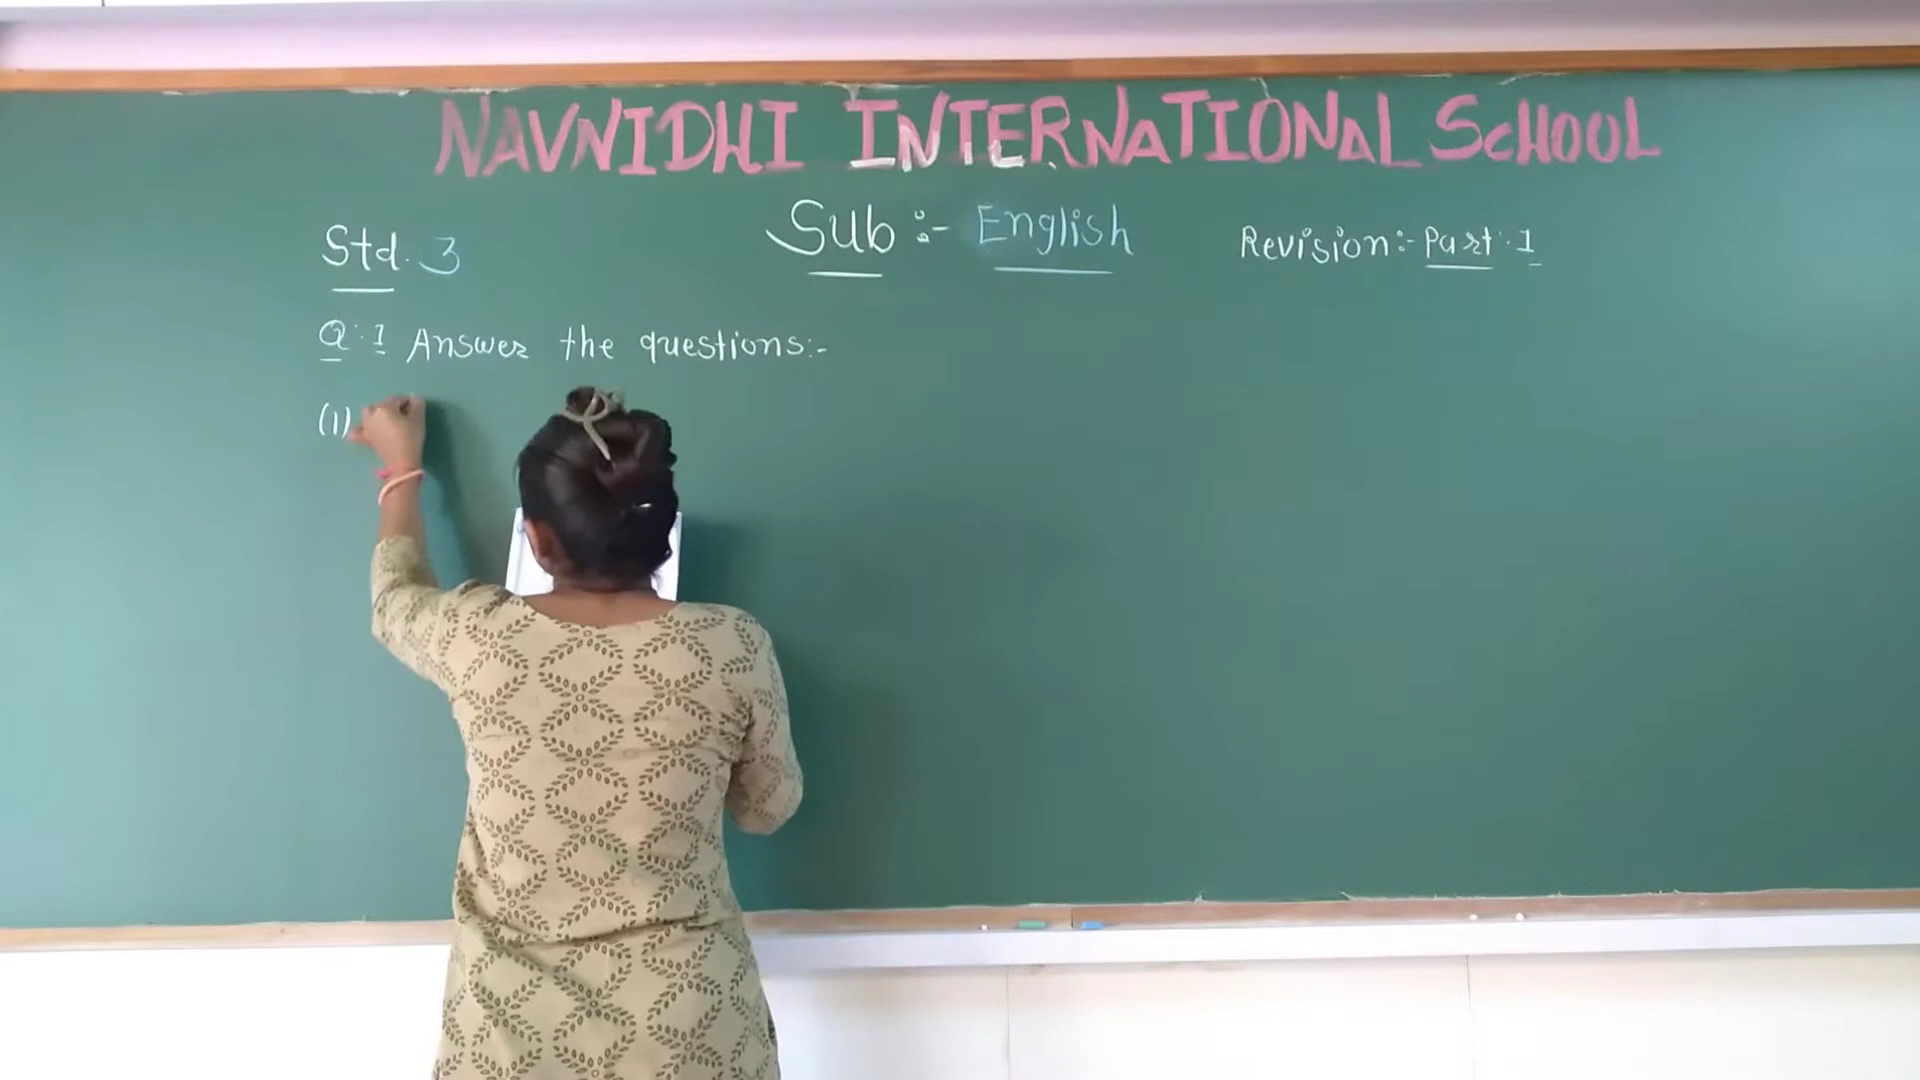 NAVNIDHI INTERNATIONAL SCHOOL
Std. 3 Sub :- English Revision:- Part : 1
Q : 1 Answer the questions:-
(1)